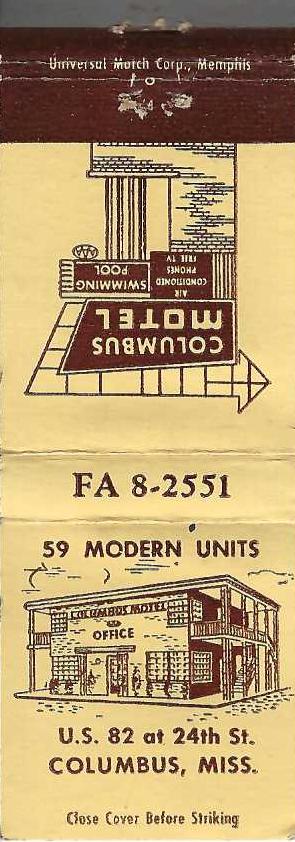 Universal Match Corp., Memphis
COLUMBUS
MOTEL
SWIMMING
POOL
AIR
CONDITIONED
PHONES
FREE TV
FA 8-2551
59 MODERN UNITS
COLUMBUS MOTEL
OFFICE
U.S. 82 at 24th St.
COLUMBUS, MISS.
Close Cover Before Striking